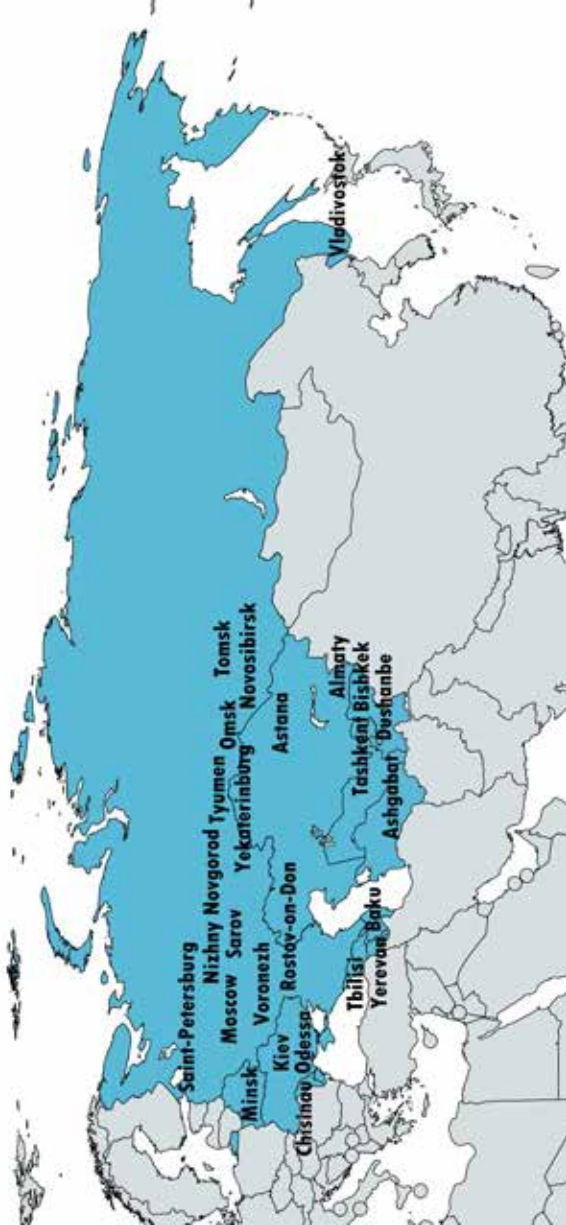 Saint-Petersburg
Nizhny Novgorod
Tyumen
Omsk
Tomsk
Moscow
Sarov
Yekaterinburg
Novosibirsk
Minsk
Voronezh
Astana
Kiev
Rostov-on-Don
Chisinau
Odessa
Almaty
Vladivostok
Tbilisi
Tashkent
Bishkek
Yerevan
Baku
Ashgabat
Dushanbe